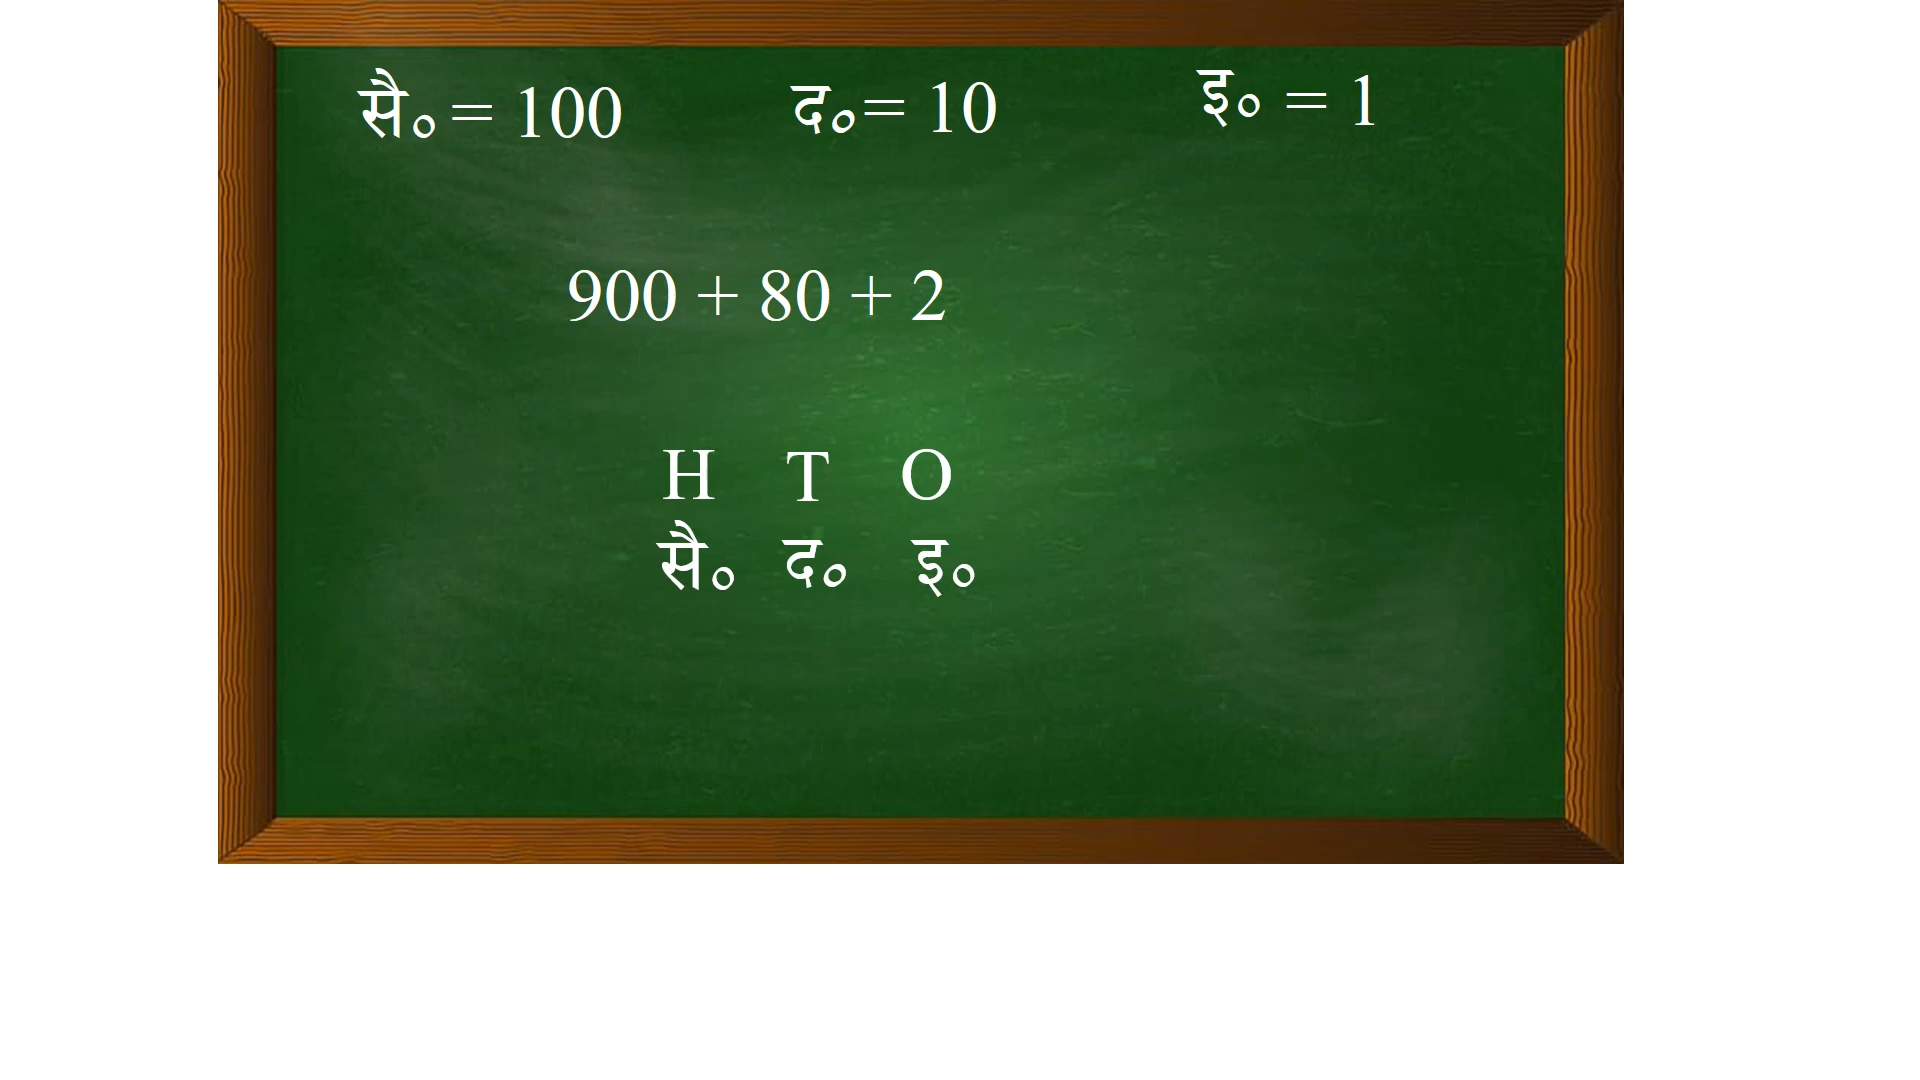 सै० = 100 द० = 10 इ० = 1
900 + 80 + 2
H T O
सै० द० इ०